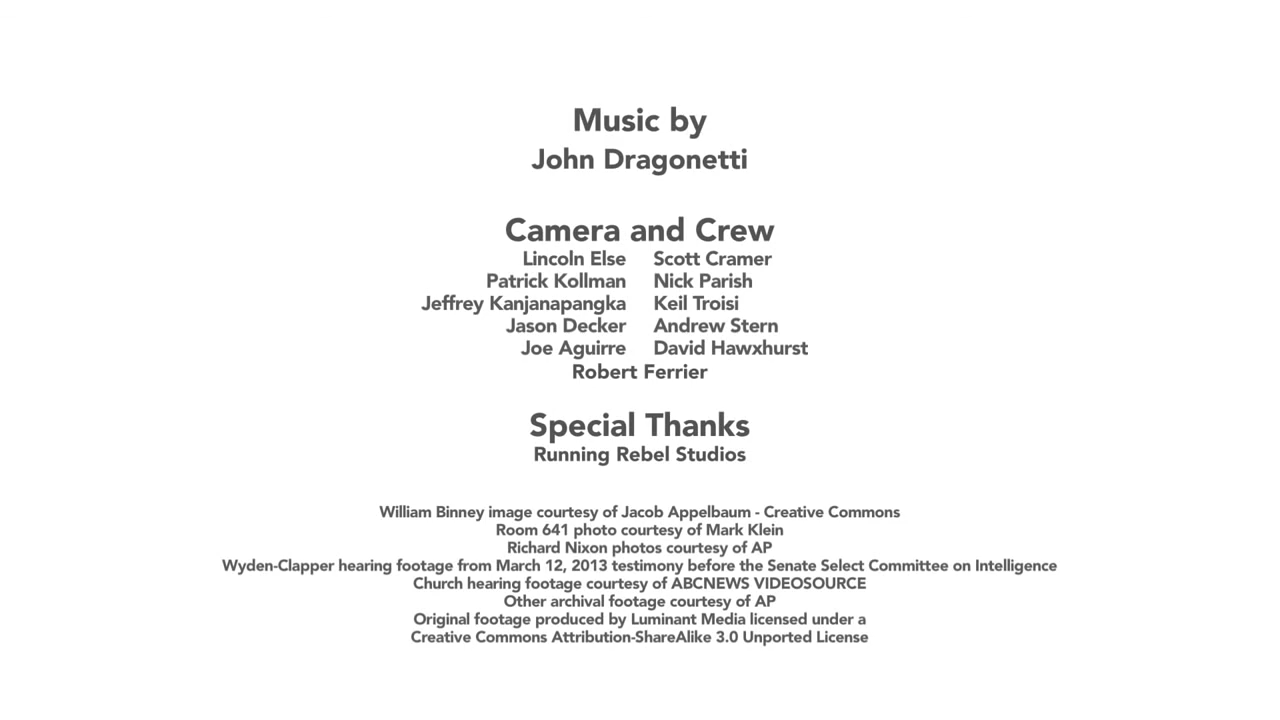 Music by
John Dragonetti
Camera and Crew
Lincoln Else Scott Cramer
Patrick Kollman Nick Parish
Jeffrey Kanjanapangka Keil Troisi
Jason Decker Andrew Stern
Joe Aguirre David Hawxhurst
Robert Ferrier
Special Thanks
Running Rebel Studios
William Binney image courtesy of Jacob Appelbaum - Creative Commons
Room 641 photo courtesy of Mark Klein
Richard Nixon photos courtesy of AP
Wyden-Clapper hearing footage from March 12, 2013 testimony before the Senate Select Committee on Intelligence
Church hearing footage courtesy of ABCNEWS VIDEOSOURCE
Other archival footage courtesy of AP
Original footage produced by Luminant Media licensed under a
Creative Commons Attribution-ShareAlike 3.0 Unported License